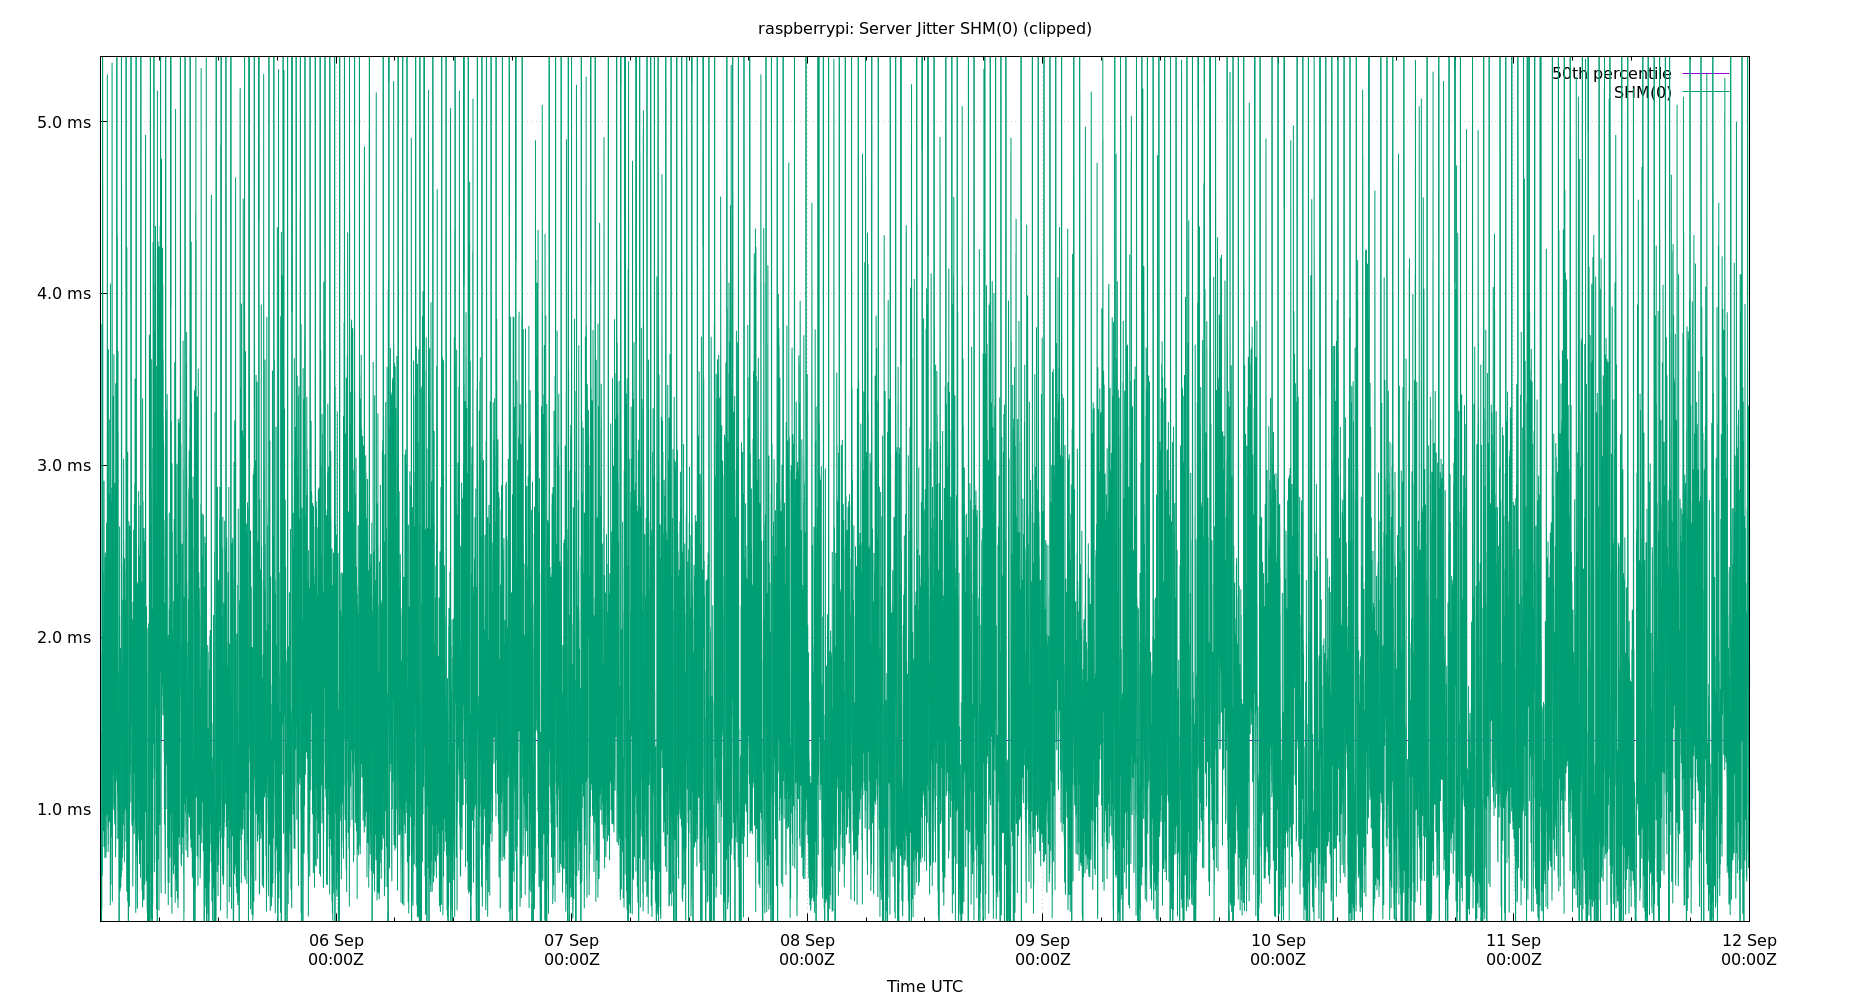 raspberrypi: Server Jitter SHM(0) (clipped)
50th percentile
SHM(0)
5.0 ms
4.0 ms
3.0 ms
2.0 ms
1.0 ms
06 Sep 07 Sep 08 Sep 09 Sep 10 Sep 11 Sep 12 Sep
00:00Z 00:00Z 00:00Z 00:00Z 00:00Z 00:00Z 00:00Z
Time UTC